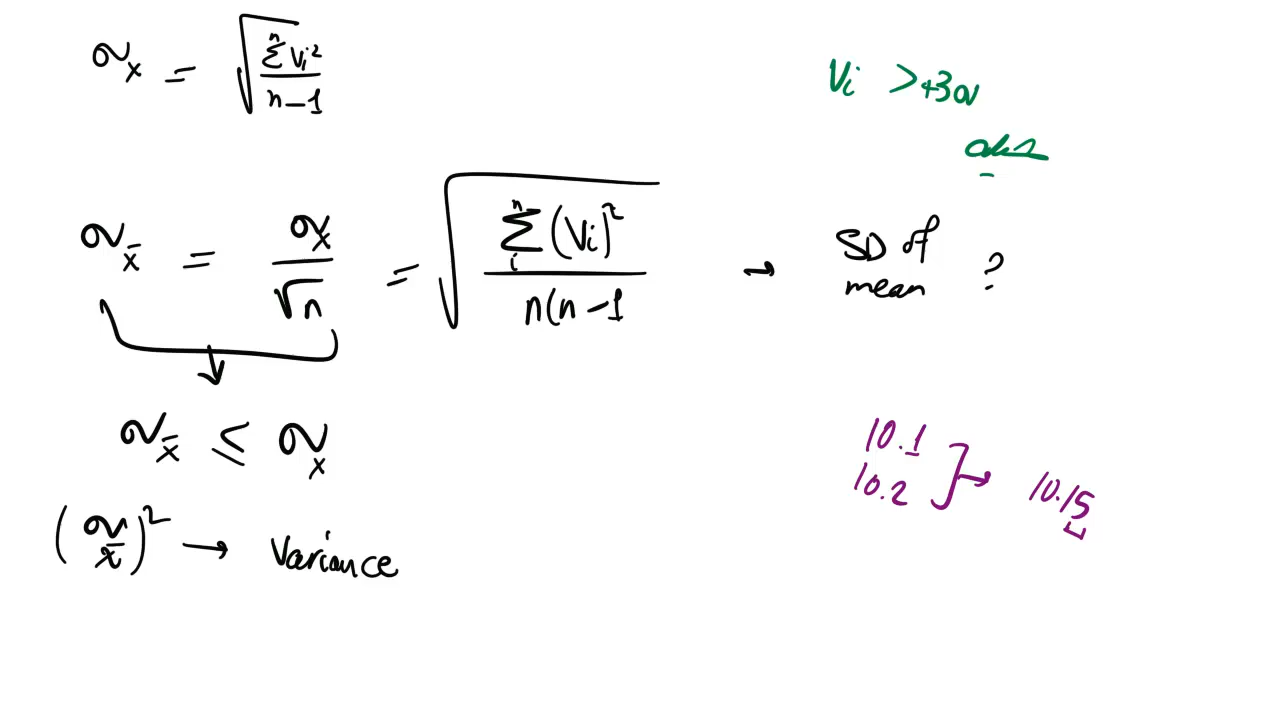 σx = √(Σⁿ Vi² / n-1)
Vi > +3σ
σx̄ = σx / √n = √(Σⁿᵢ (Vi)² / n(n-1) → SD of
mean ?
σx̄ ≤ σx
10.1
10.2 } → 10.15
(σx̄)² → Variance